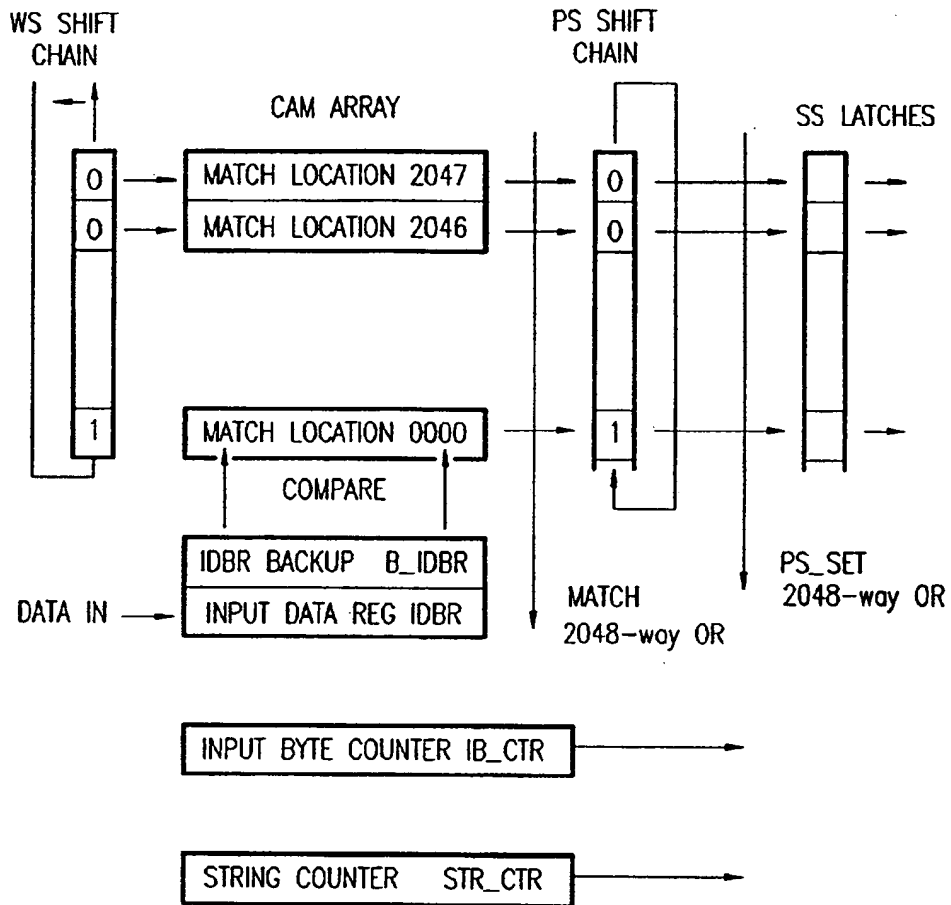 WS SHIFT
CHAIN
PS SHIFT
CHAIN
CAM ARRAY
SS LATCHES
0
MATCH LOCATION 2047
0
0
MATCH LOCATION 2046
0
1
MATCH LOCATION 0000
1
COMPARE
IDBR BACKUP B_IDBR
DATA IN
INPUT DATA REG IDBR
MATCH
2048-way OR
PS_SET
2048-way OR
INPUT BYTE COUNTER IB_CTR
STRING COUNTER STR_CTR